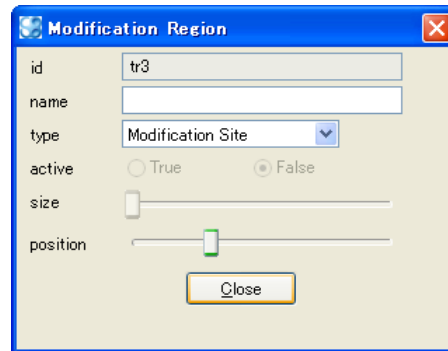 Modification Region
id tr3
name
type Modification Site
active True False
size
position
Close